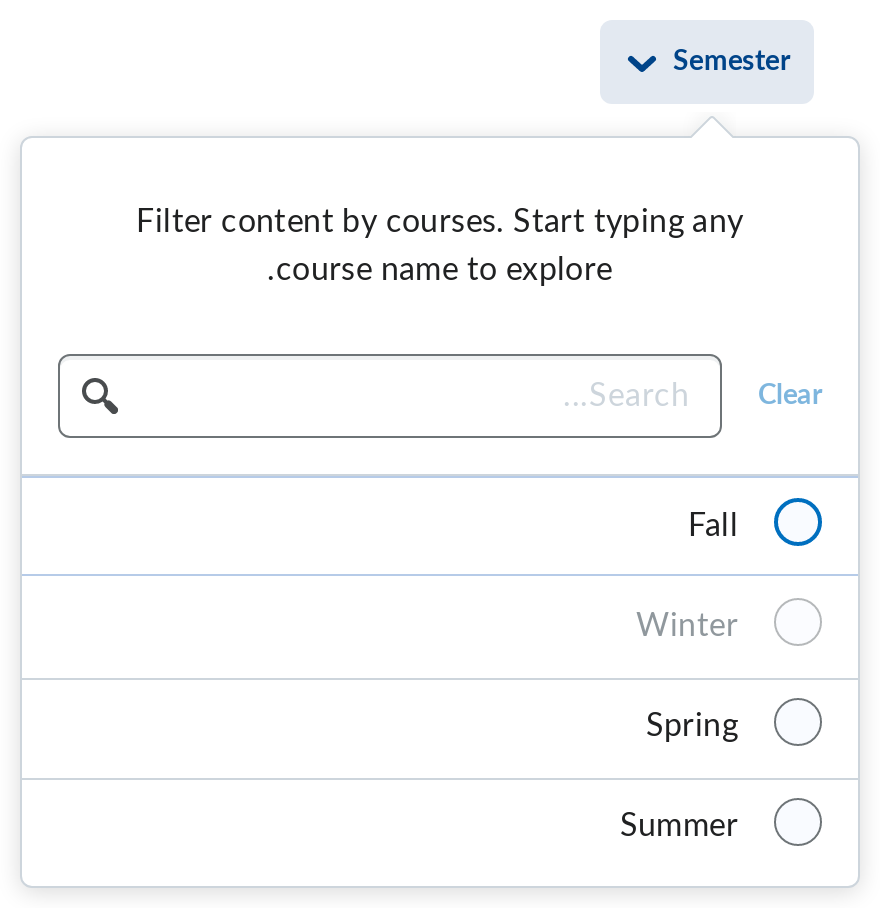 Semester
Filter content by courses. Start typing any
.course name to explore
...Search
Clear
Fall
Winter
Spring
Summer